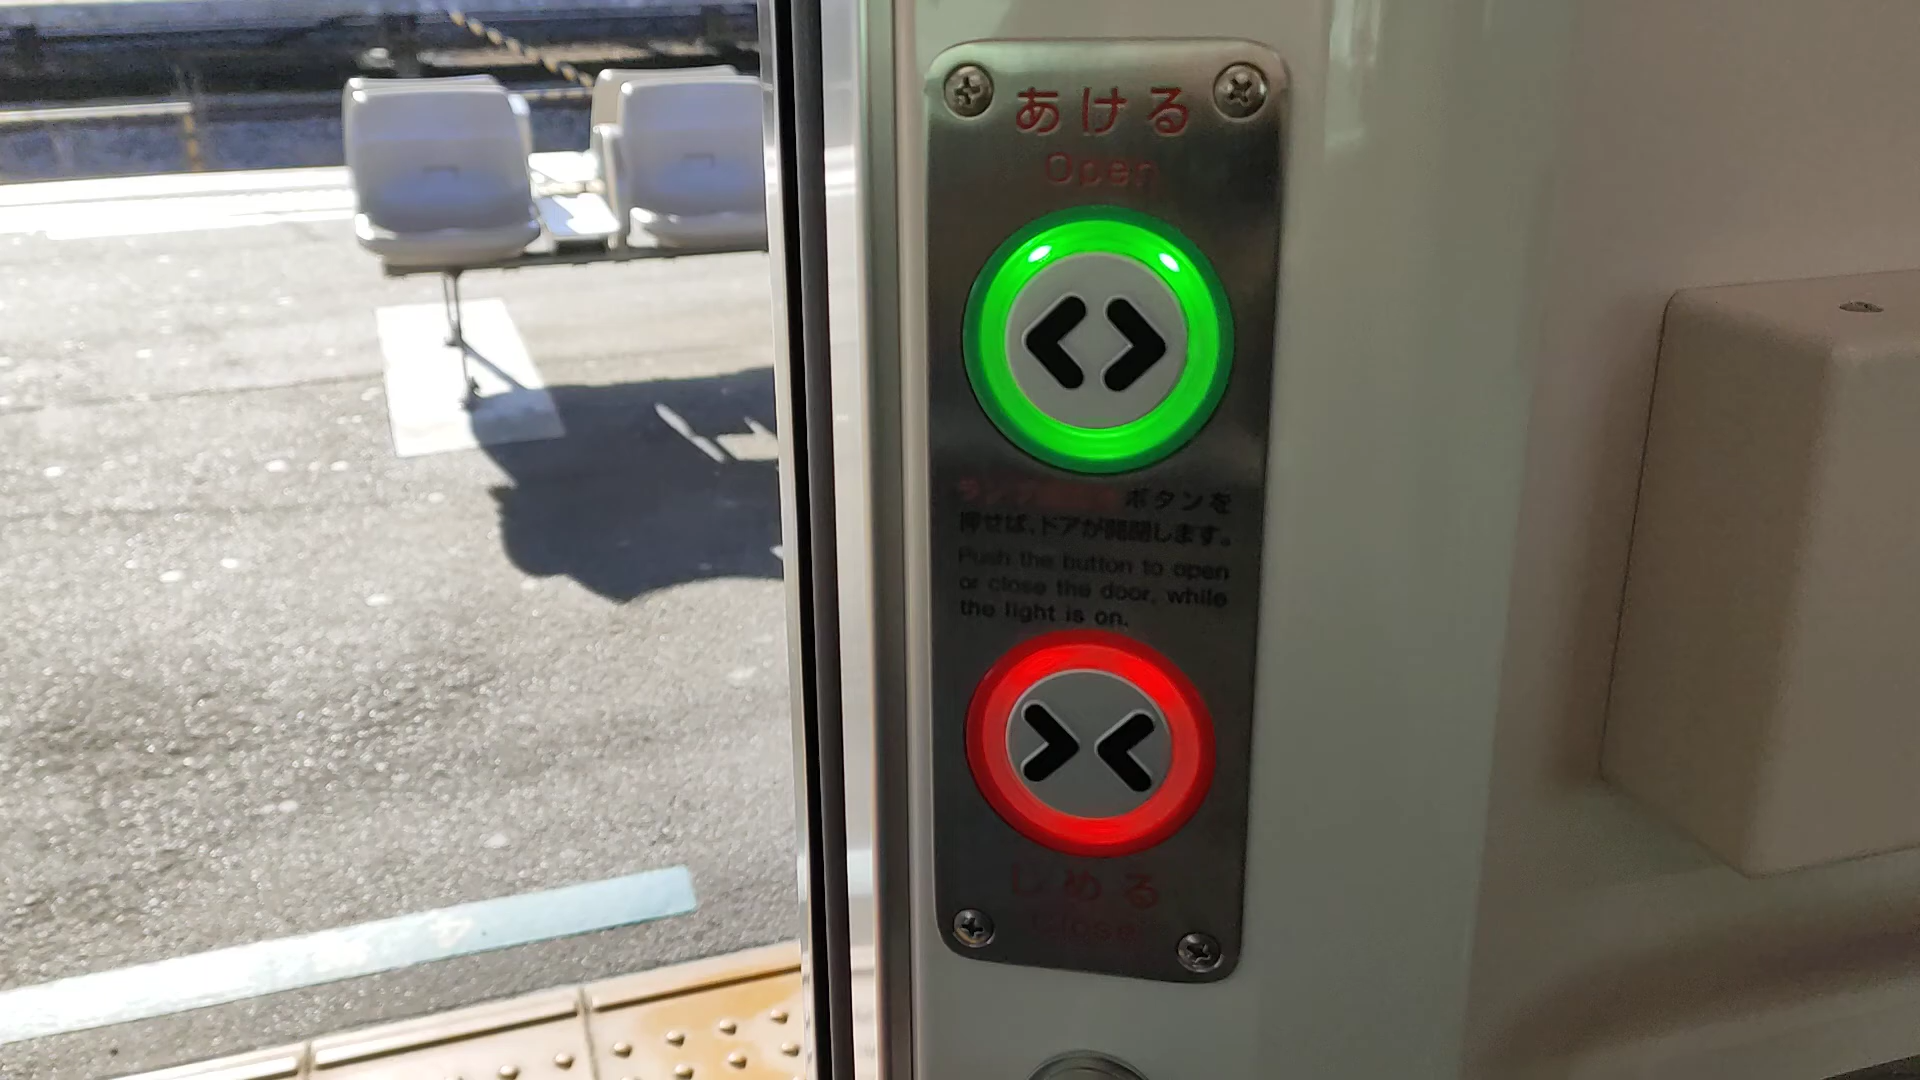 あける
Open
ボタンを
押せば、ドアが開閉します。
Push the button to open
or close the door, while
the light is on.
じめる
Close